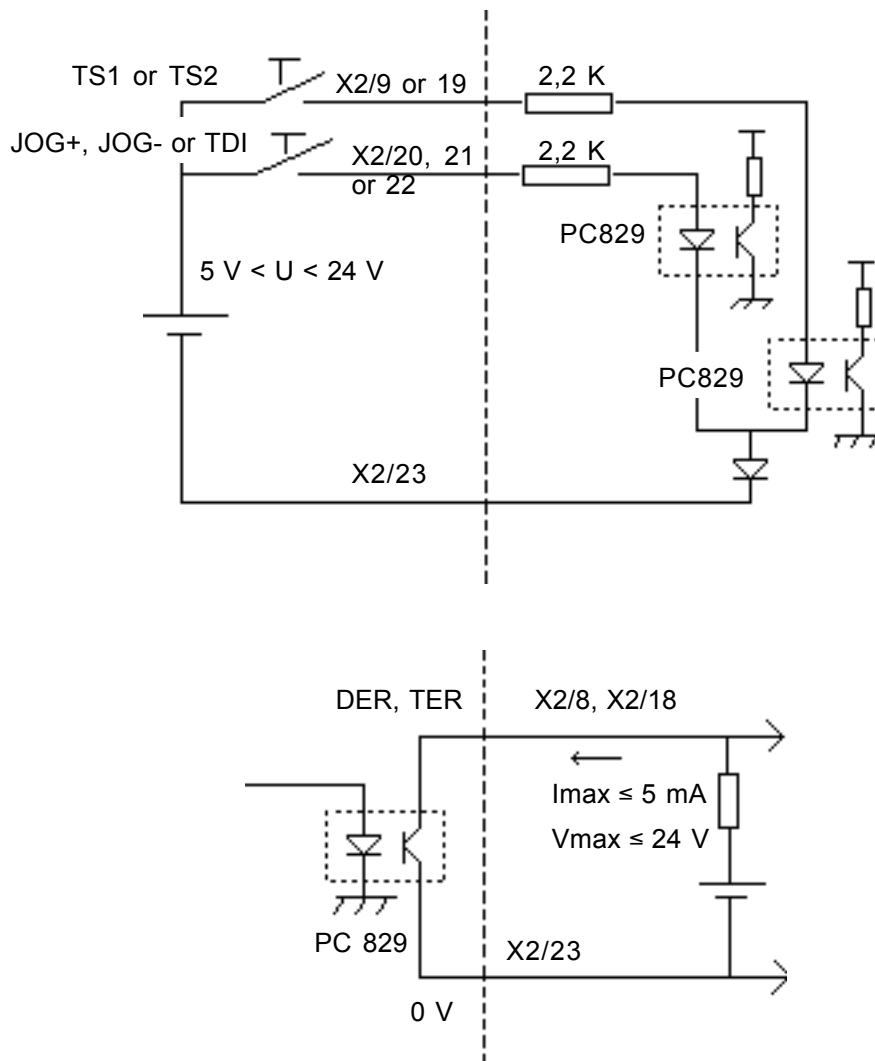 TS1 or TS2
X2/9 or 19
2,2 K
JOG+, JOG- or TDI
X2/20, 21
or 22
2,2 K
PC829
5 V < U < 24 V
PC829
X2/23
DER, TER
X2/8, X2/18
Imax ≤ 5 mA
Vmax ≤ 24 V
PC 829
X2/23
0 V